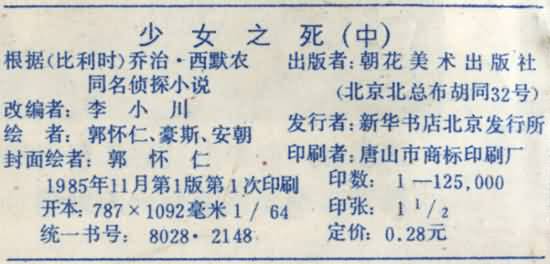 少女之死(中)
根据(比利时)乔治·西默农
同名侦探小说
改编者：李小川
绘者：郭怀仁、豪斯、安朝
封面绘者：郭怀仁
1985年11月第1版第1次印刷
开本：787×1092毫米1/64
统一书号：8028·2148
出版者：朝花美术出版社
(北京北总布胡同32号)
发行者：新华书店北京发行所
印刷者：唐山市商标印刷厂
印数：1—125,000
印张：1 1/2
定价：0.28元